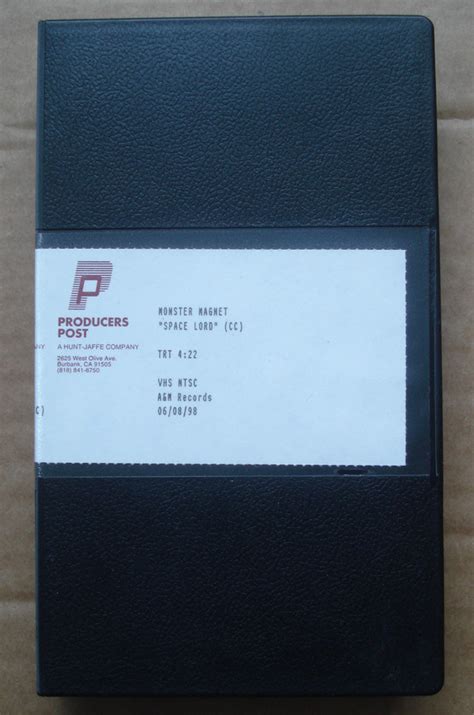 P
PRODUCERS
POST
A HUNT-JAFFE COMPANY
2625 West Olive Ave.
Burbank, CA 91505
(818) 841-6750
C)
MONSTER MAGNET
"SPACE LORD" (CC)
TRT 4:22
VHS NTSC
A&M Records
06/08/98